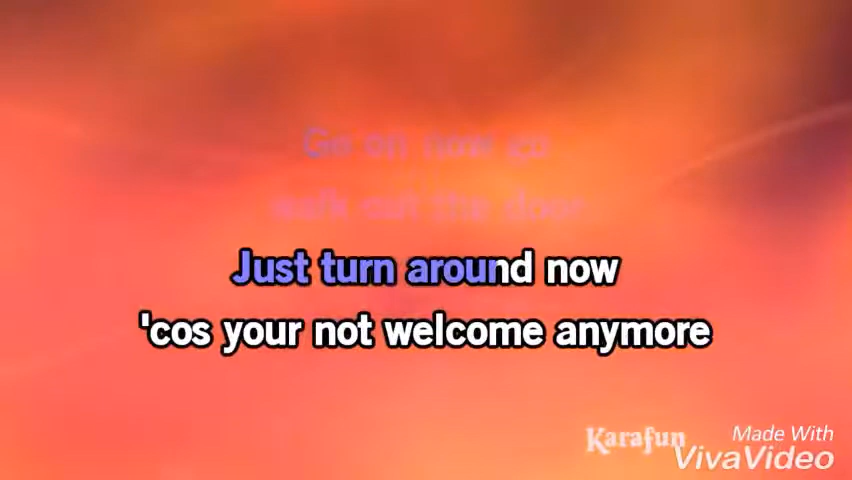 Go on now go
walk out the door
Just turn around now
'cos your not welcome anymore
Karafun
Made With
VivaVideo